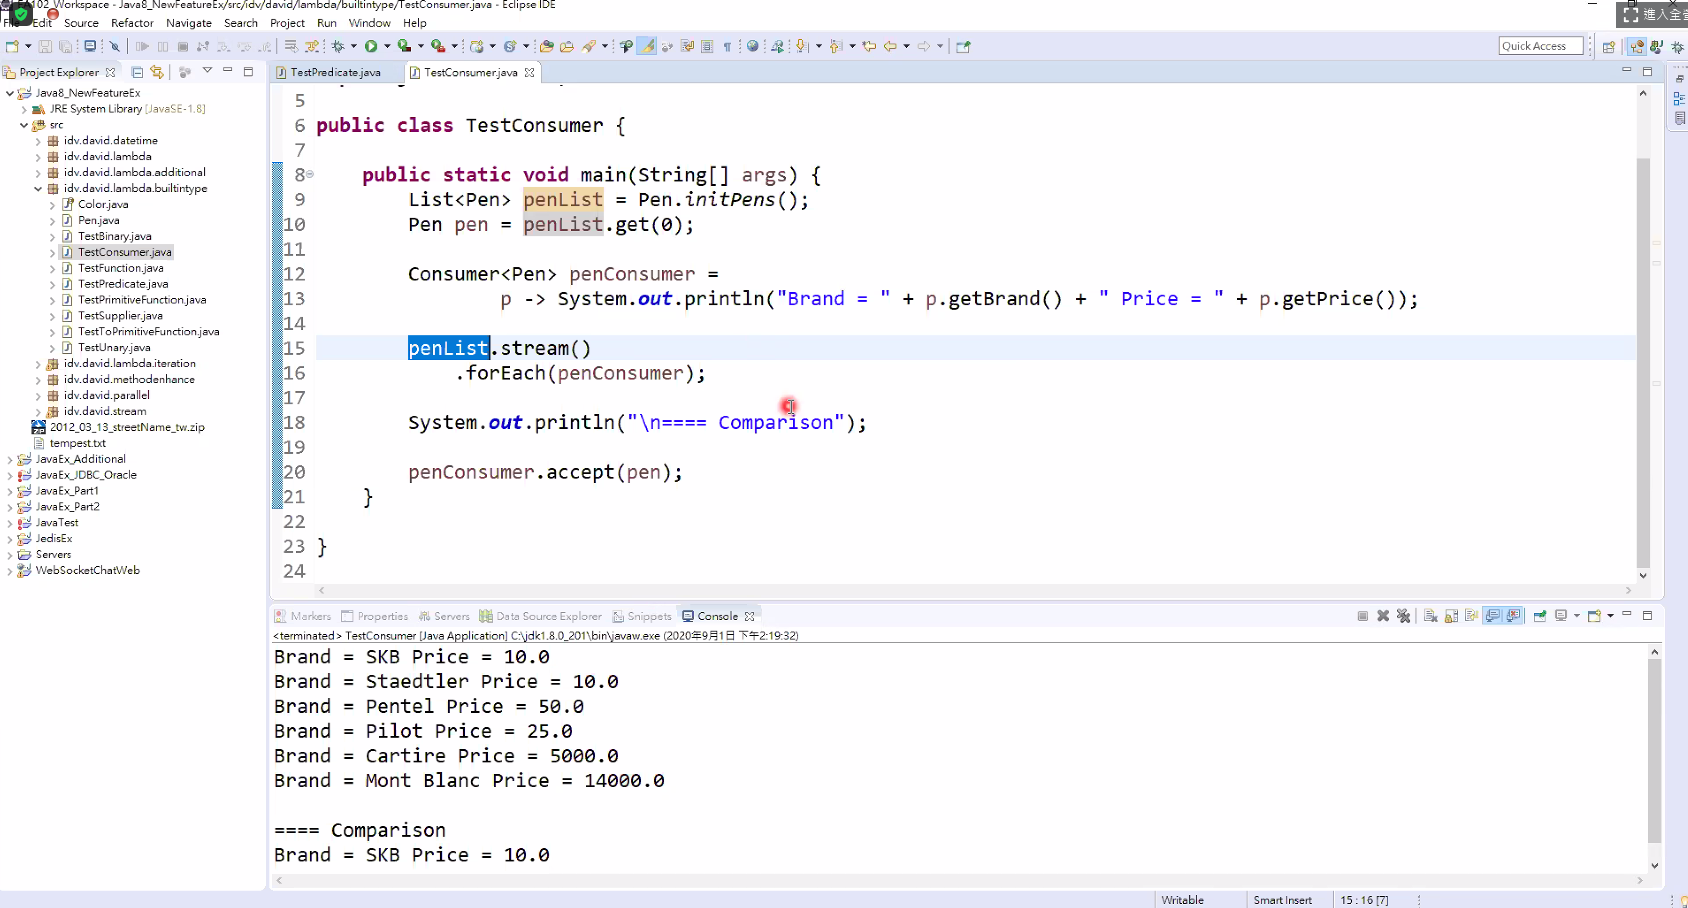 EA102_Workspace - Java8_NewFeatureEx/src/idv/david/lambda/builtintype/TestConsumer.java - Eclipse IDE
進入全
File Edit Source Refactor Navigate Search Project Run Window Help
Quick Access
Project Explorer
TestPredicate.java TestConsumer.java
Java8_NewFeatureEx
JRE System Library [JavaSE-1.8]
src
idv.david.datetime
idv.david.lambda
idv.david.lambda.additional
idv.david.lambda.builtintype
Color.java
Pen.java
TestBinary.java
TestConsumer.java
TestFunction.java
TestPredicate.java
TestPrimitiveFunction.java
TestSupplier.java
TestToPrimitiveFunction.java
TestUnary.java
idv.david.lambda.iteration
idv.david.methodenhance
idv.david.parallel
idv.david.stream
2012_03_13_streetName_tw.zip
tempest.txt
JavaEx_Additional
JavaEx_JDBC_Oracle
JavaEx_Part1
JavaEx_Part2
JavaTest
JedisEx
Servers
WebSocketChatWeb
5
6 public class TestConsumer {
7
8 public static void main(String[] args) {
9 List<Pen> penList = Pen.initPens();
10 Pen pen = penList.get(0);
11
12 Consumer<Pen> penConsumer =
13 p -> System.out.println("Brand = " + p.getBrand() + " Price = " + p.getPrice());
14
15 penList.stream()
16 .forEach(penConsumer);
17
18 System.out.println("\n==== Comparison");
19
20 penConsumer.accept(pen);
21 }
22
23 }
24
Markers Properties Servers Data Source Explorer Snippets Console
<terminated> TestConsumer [Java Application] C:\jdk1.8.0_201\bin\javaw.exe (2020年9月1日 下午2:19:32)
Brand = SKB Price = 10.0
Brand = Staedtler Price = 10.0
Brand = Pentel Price = 50.0
Brand = Pilot Price = 25.0
Brand = Cartire Price = 5000.0
Brand = Mont Blanc Price = 14000.0
==== Comparison
Brand = SKB Price = 10.0
Writable Smart Insert 15 : 16 [7]